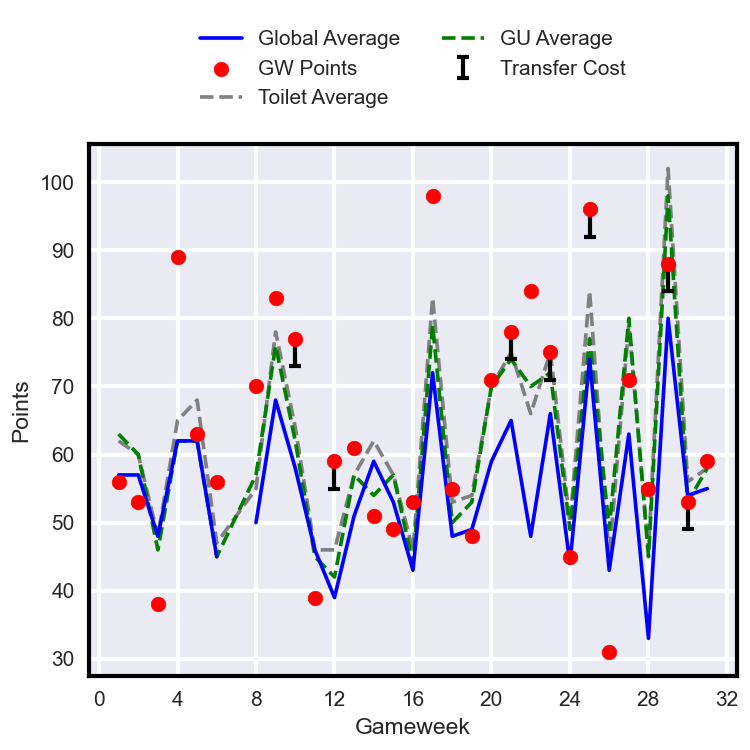 Global Average
GW Points
Toilet Average
GU Average
Transfer Cost
100
90
80
70
60
50
40
30
Points
0 4 8 12 16 20 24 28 32
Gameweek